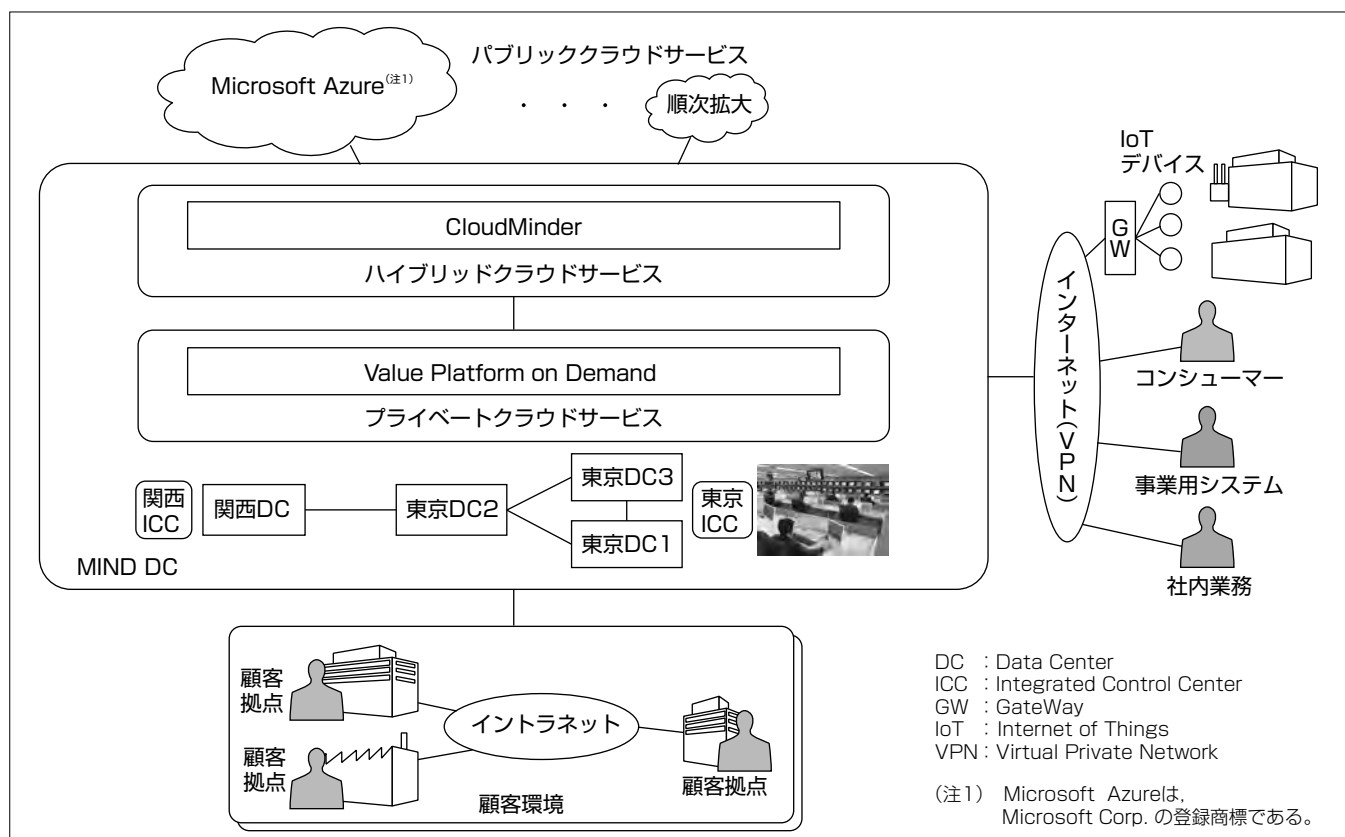 パブリッククラウドサービス
Microsoft Azure(注1)
・ ・ ・
順次拡大
CloudMinder
ハイブリッドクラウドサービス
Value Platform on Demand
プライベートクラウドサービス
関西
ICC
関西DC
東京DC2
東京DC3
東京DC1
東京
ICC
MIND DC
インターネット(VPN)
IoT
デバイス
GW
コンシューマー
事業用システム
社内業務
顧客
拠点
顧客
拠点
イントラネット
顧客拠点
顧客環境
DC :Data Center
ICC :Integrated Control Center
GW :GateWay
IoT :Internet of Things
VPN:Virtual Private Network
(注1) Microsoft Azureは,
Microsoft Corp. の登録商標である。